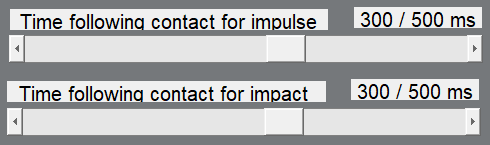 Time following contact for impulse 300 / 500 ms
Time following contact for impact 300 / 500 ms